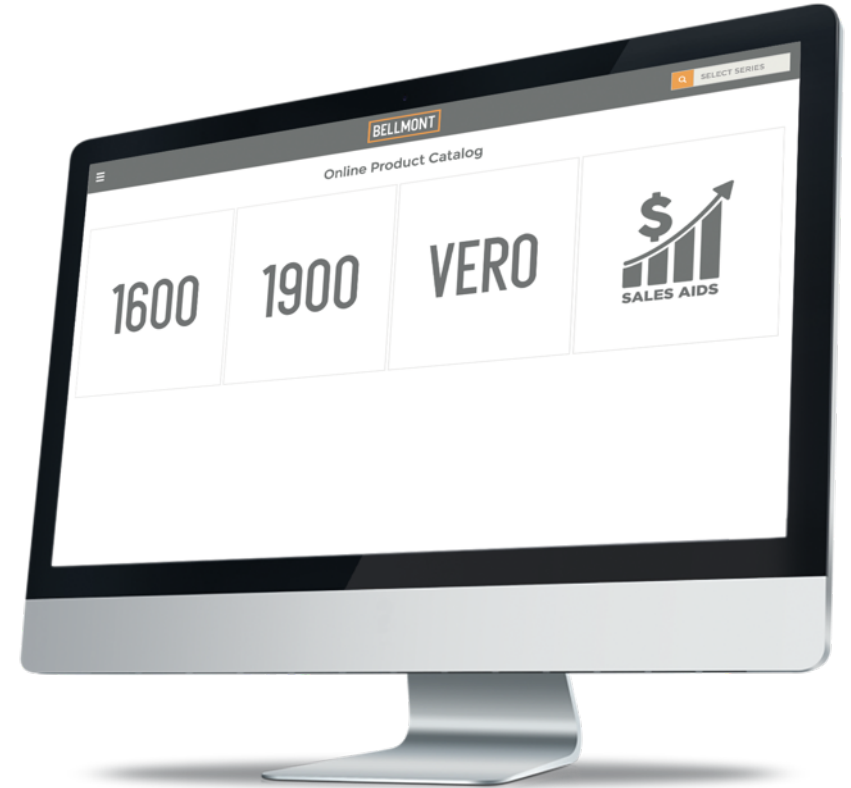 SELECT SERIES
BELLMONT
Online Product Catalog
1600
1900
VERO
$
SALES AIDS